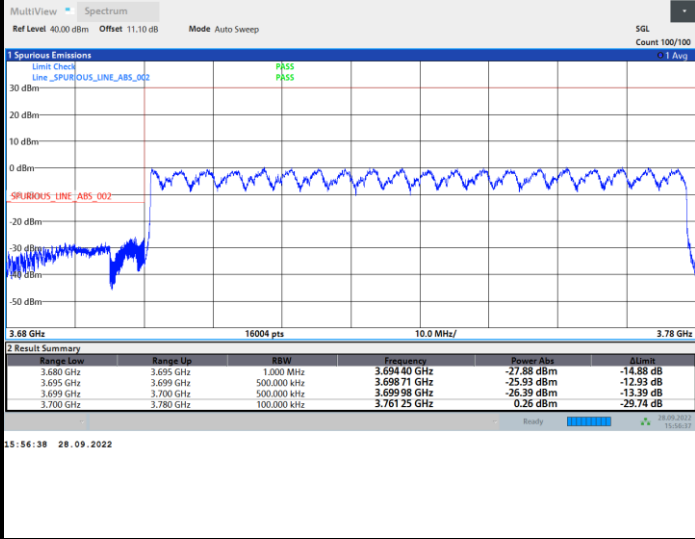 MultiView Spectrum
Ref Level 40.00 dBm Offset 11.10 dB Mode Auto Sweep SGL
Count 100/100
1 Spurious Emissions 1 Avg
Limit Check PASS
Line _SPURIOUS_LINE_ABS_002 PASS
30 dBm
20 dBm
10 dBm
0 dBm
_SPURIOUS_LINE_ABS_002
-20 dBm
-30 dBm
-40 dBm
-50 dBm
3.68 GHz 16004 pts 10.0 MHz/ 3.78 GHz
2 Result Summary
Range Low Range Up RBW Frequency Power Abs ΔLimit
3.680 GHz 3.695 GHz 1.000 MHz 3.694 40 GHz -27.88 dBm -14.88 dB
3.695 GHz 3.699 GHz 500.000 kHz 3.698 71 GHz -25.93 dBm -12.93 dB
3.699 GHz 3.700 GHz 500.000 kHz 3.699 98 GHz -26.39 dBm -13.39 dB
3.700 GHz 3.780 GHz 100.000 kHz 3.761 25 GHz 0.26 dBm -29.74 dB
Ready 28.09.2022
15:56:37
15:56:38 28.09.2022